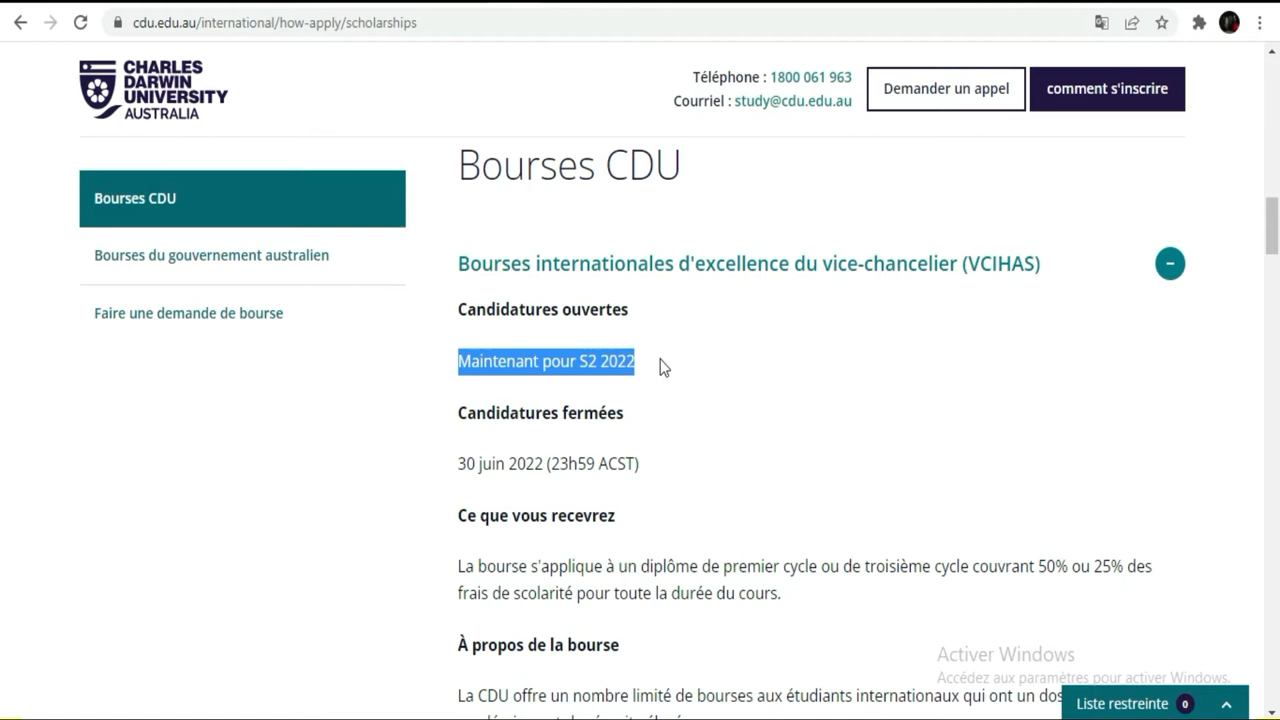 cdu.edu.au/international/how-apply/scholarships
CHARLES
DARWIN
UNIVERSITY
AUSTRALIA
Téléphone : 1800 061 963
Courriel : study@cdu.edu.au
Demander un appel
comment s'inscrire
Bourses CDU
Bourses du gouvernement australien
Faire une demande de bourse
Bourses CDU
Bourses internationales d'excellence du vice-chancelier (VCIHAS)
Candidatures ouvertes
Maintenant pour S2 2022
Candidatures fermées
30 juin 2022 (23h59 ACST)
Ce que vous recevrez
La bourse s'applique à un diplôme de premier cycle ou de troisième cycle couvrant 50% ou 25% des
frais de scolarité pour toute la durée du cours.
À propos de la bourse
La CDU offre un nombre limité de bourses aux étudiants internationaux qui ont un
Activer Windows
Accédez aux paramètres pour activer Windows.
Liste restreinte 0